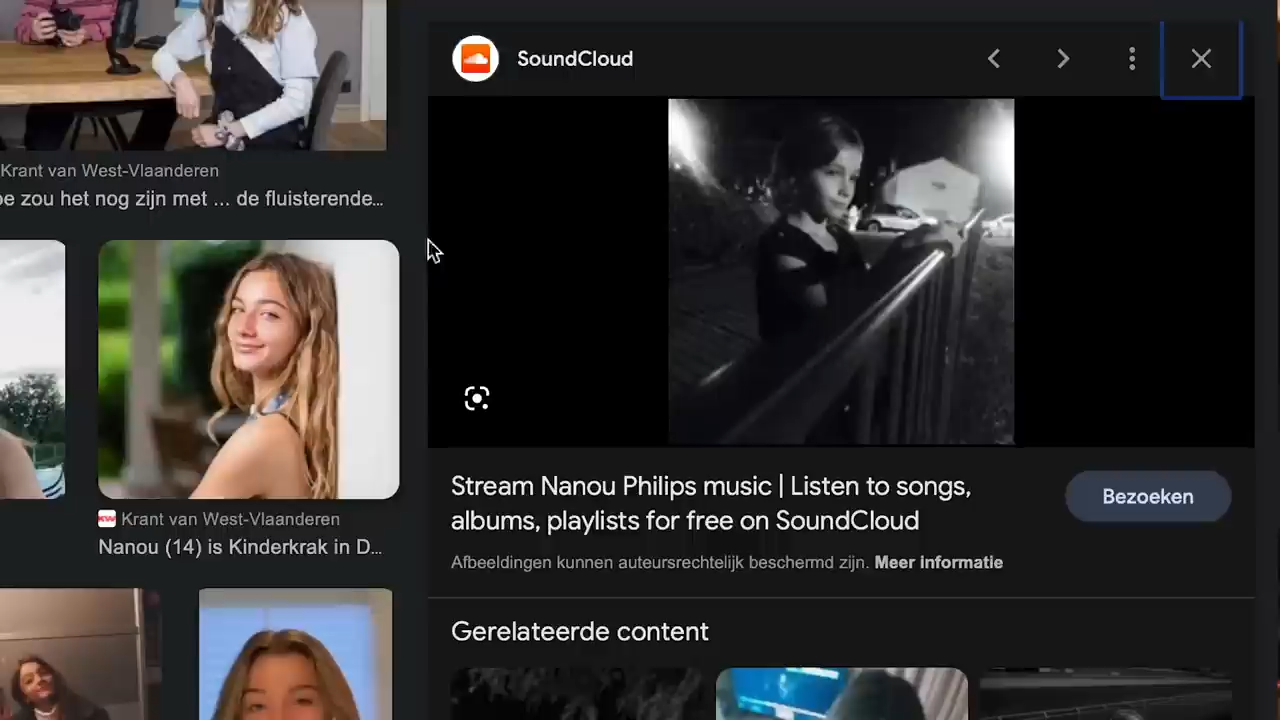 SoundCloud
Krant van West-Vlaanderen
oe zou het nog zijn met ... de fluisterende...
Krant van West-Vlaanderen
Nanou (14) is Kinderkrak in D...
Stream Nanou Philips music | Listen to songs,
albums, playlists for free on SoundCloud
Bezoeken
Afbeeldingen kunnen auteursrechtelijk beschermd zijn. Meer informatie
Gerelateerde content